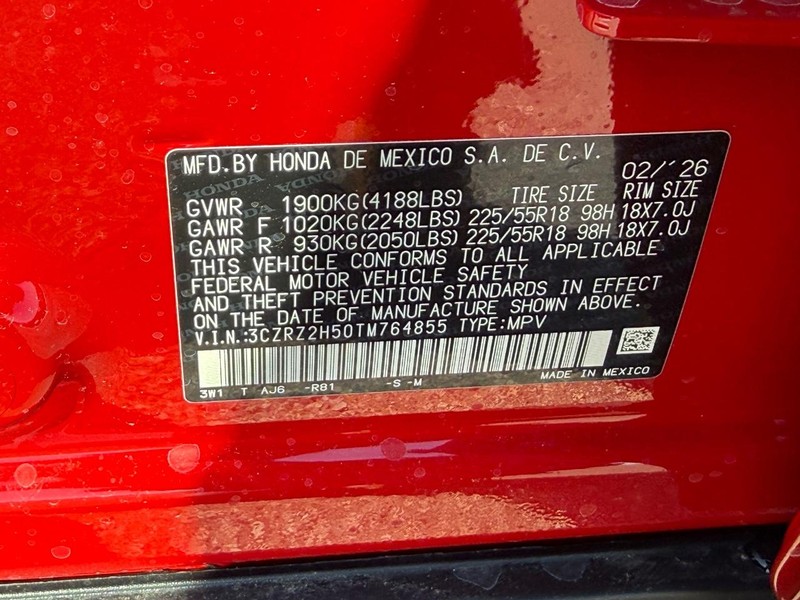 MFD.BY HONDA DE MEXICO S.A. DE C.V. 02/'26
GVWR 1900KG(4188LBS) TIRE SIZE RIM SIZE
GAWR F 1020KG(2248LBS) 225/55R18 98H 18X7.0J
GAWR R 930KG(2050LBS) 225/55R18 98H 18X7.0J
THIS VEHICLE CONFORMS TO ALL APPLICABLE
FEDERAL MOTOR VEHICLE SAFETY
AND THEFT PREVENTION STANDARDS IN EFFECT
ON THE DATE OF MANUFACTURE SHOWN ABOVE.
V.I.N.:3CZRZ2H50TM764855 TYPE:MPV
3W1 T AJ6 -R81 -S -M MADE IN MEXICO